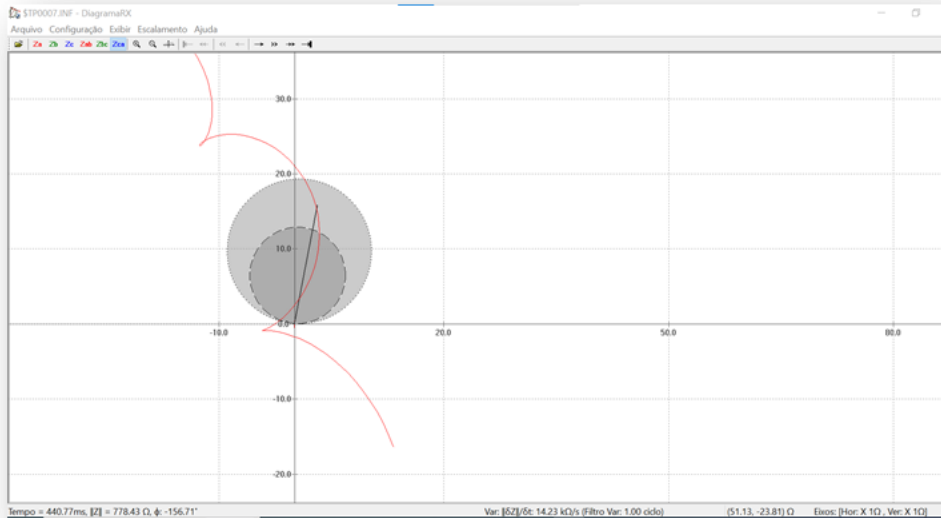 $TP0007.INF - DiagramaRX
Arquivo Configuração Exibir Escalamento Ajuda
Za Zb Zc Zab Zbc Zca
30.0
20.0
10.0
0.0
-10.0 20.0 50.0 80.0
-10.0
-20.0
Tempo = 440.77ms, |Z| = 778.43 Ω, ϕ: -156.71° Var: |δZ|/δt: 14.23 kΩ/s (Filtro Var: 1.00 ciclo) (51.13, -23.81) Ω Eixos: [Hor: X 1Ω , Ver: X 1Ω]